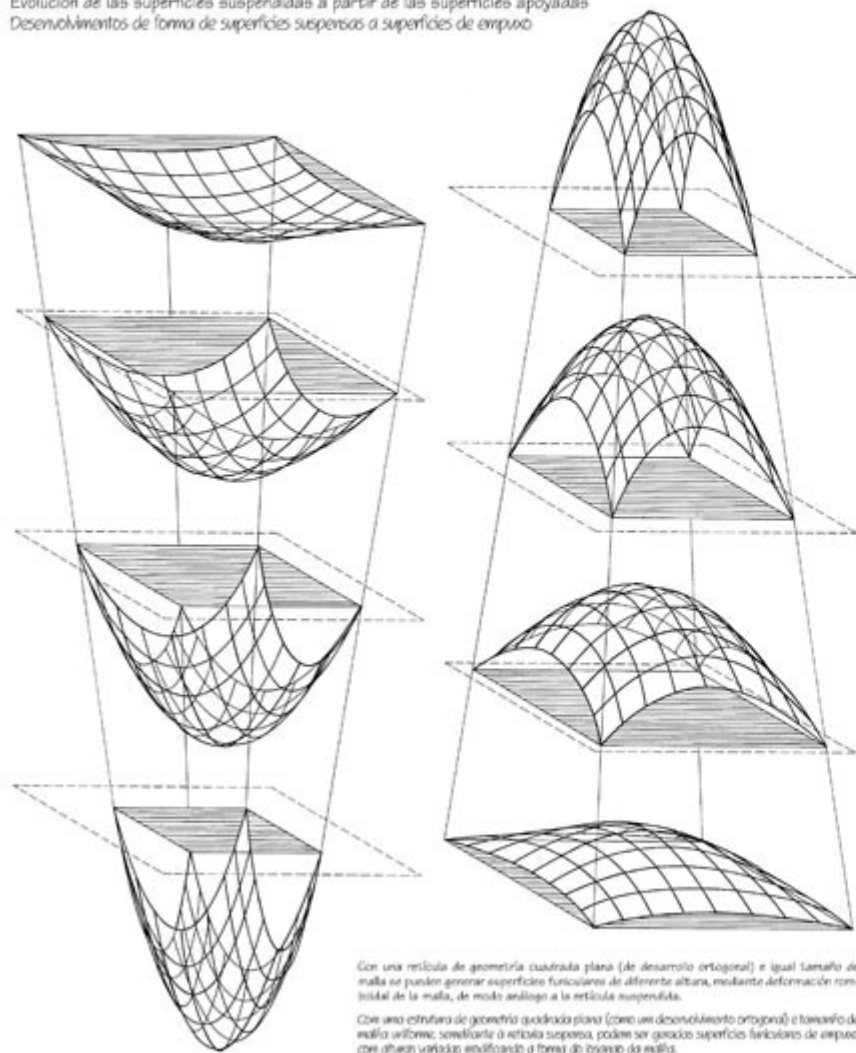 Evolución de las superficies suspendidas a partir de las superficies apoyadas
Desenvolvimentos de forma de superfícies suspensas a superfícies de empuxo
Con una retícula de geometría cuadrada plana (de desarrollo ortogonal) e igual tamaño de
malla se pueden generar superficies funiculares de diferente altura, mediante deformación rom-
boidal de la malla, de modo análogo a la retícula suspendida.
Com uma estrutura de geometria quadrada plana (como um desenvolvimento ortogonal) e tamanho de
malha uniforme, semelhante à retícula suspensa, podem ser geradas superfícies funiculares de empuxo
com alturas variadas modificando a forma do losango da malha.